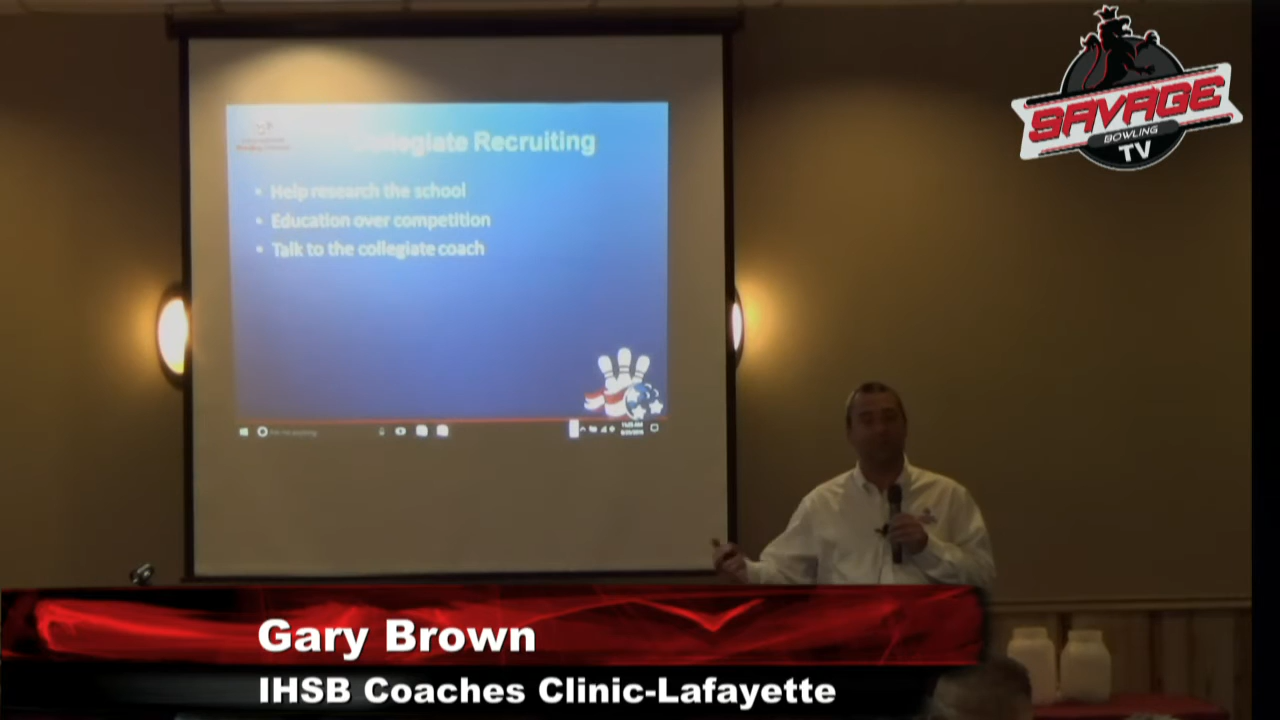 SAVAGE
BOWLING
TV
Collegiate Recruiting
• Help research the school
• Education over competition
• Talk to the collegiate coach
Gary Brown
IHSB Coaches Clinic-Lafayette